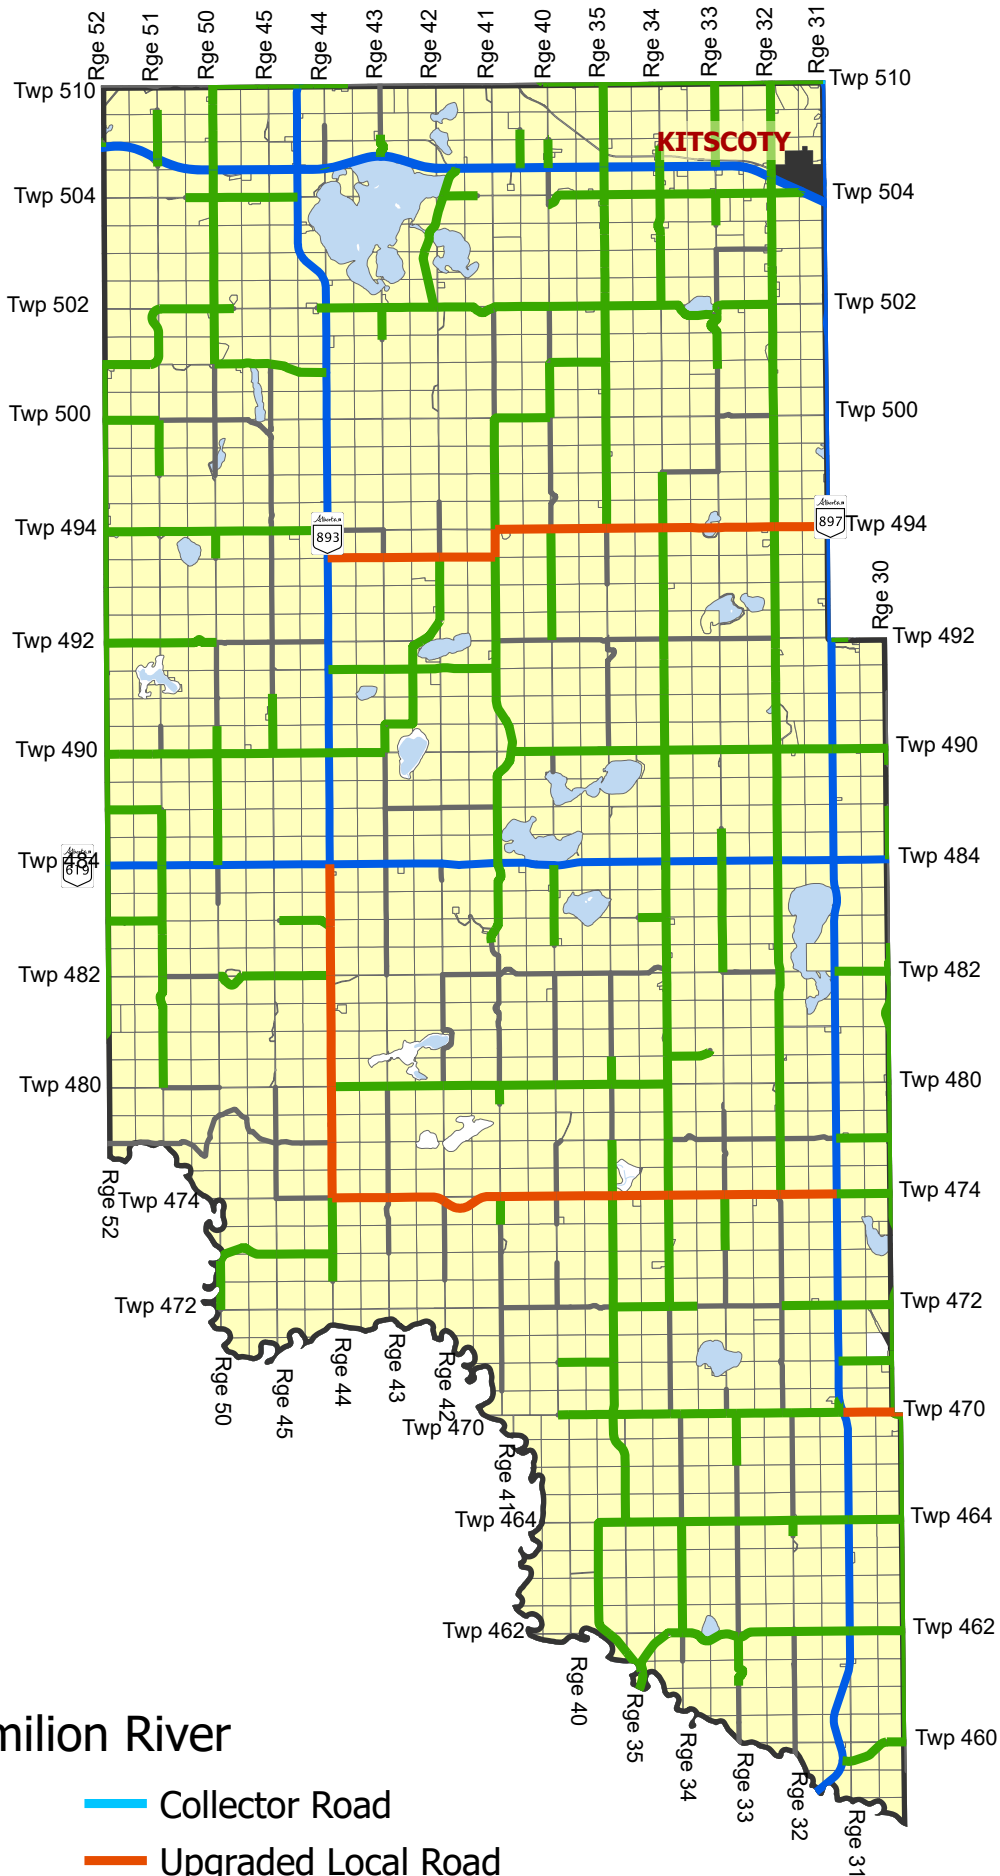 Rge 52
Rge 51
Rge 50
Rge 45
Rge 44
Rge 43
Rge 42
Rge 41
Rge 40
Rge 35
Rge 34
Rge 33
Rge 32
Rge 31
Twp 510
Twp 510
KITSCOTY
Twp 504
Twp 504
Twp 502
Twp 502
Twp 500
Twp 500
Twp 494
Alberta
893
Alberta
897
Twp 494
Rge 30
Twp 492
Twp 492
Twp 490
Twp 490
Twp 484
Alberta
619
Twp 484
Twp 482
Twp 482
Twp 480
Twp 480
Rge 52
Twp 474
Twp 474
Twp 472
Twp 472
Rge 50
Rge 45
Rge 44
Rge 43
Rge 42
Twp 470
Twp 470
Rge 41
Twp 464
Twp 464
Twp 462
Twp 462
Rge 40
Rge 35
Rge 34
Rge 33
Rge 32
Rge 31
Twp 460
milion River
Collector Road
Upgraded Local Road